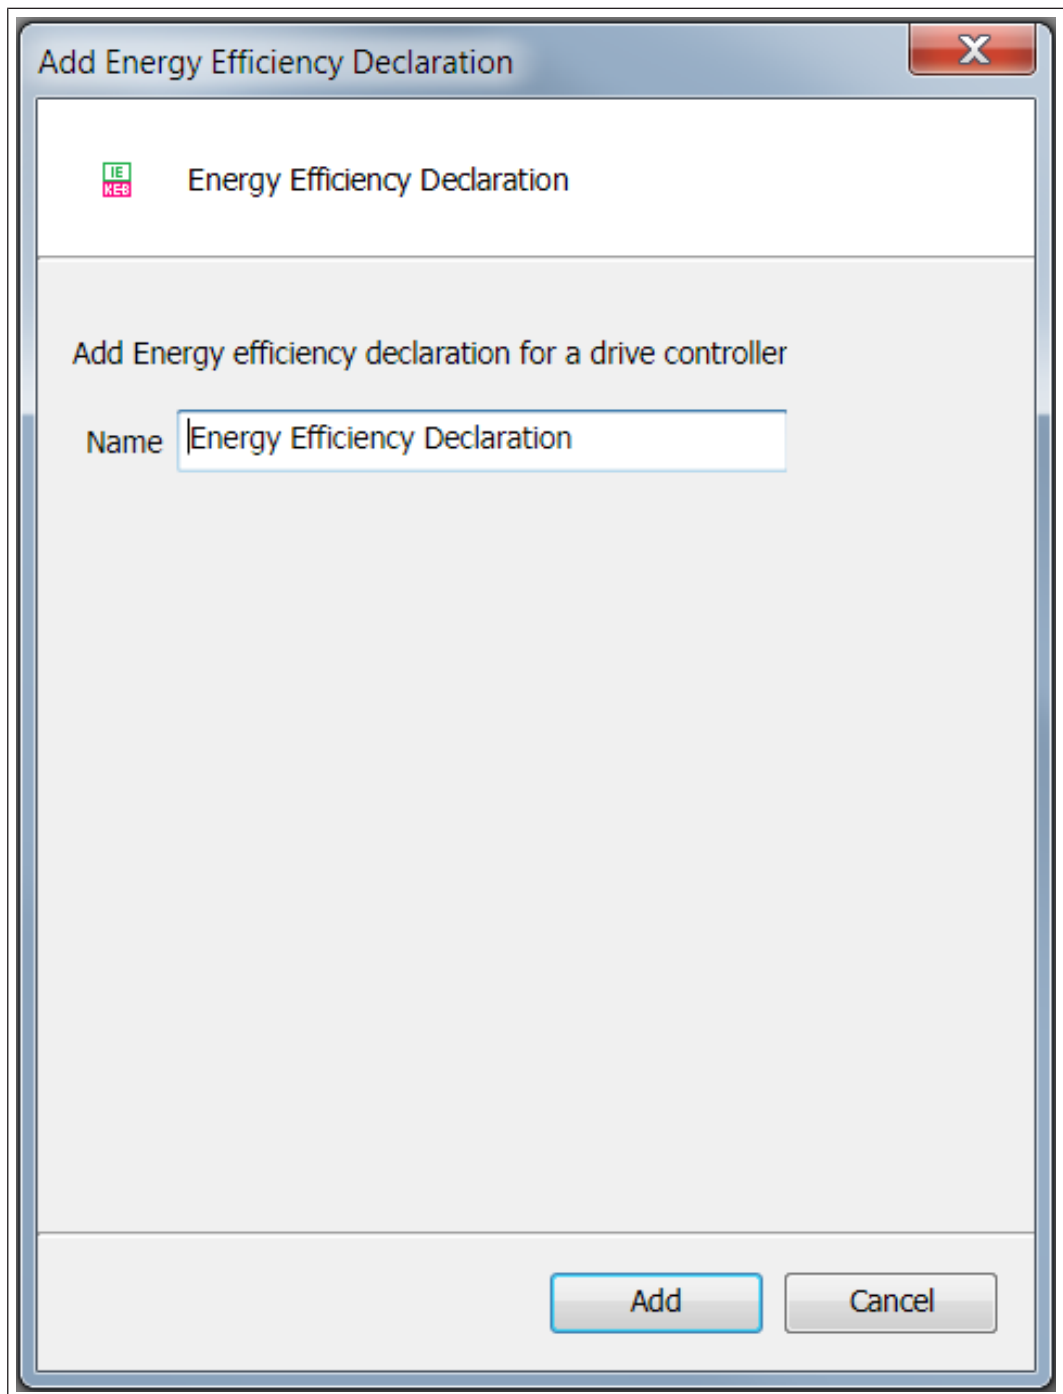 Add Energy Efficiency Declaration
X
IE
KEB
Energy Efficiency Declaration
Add Energy efficiency declaration for a drive controller
Name Energy Efficiency Declaration
Add Cancel